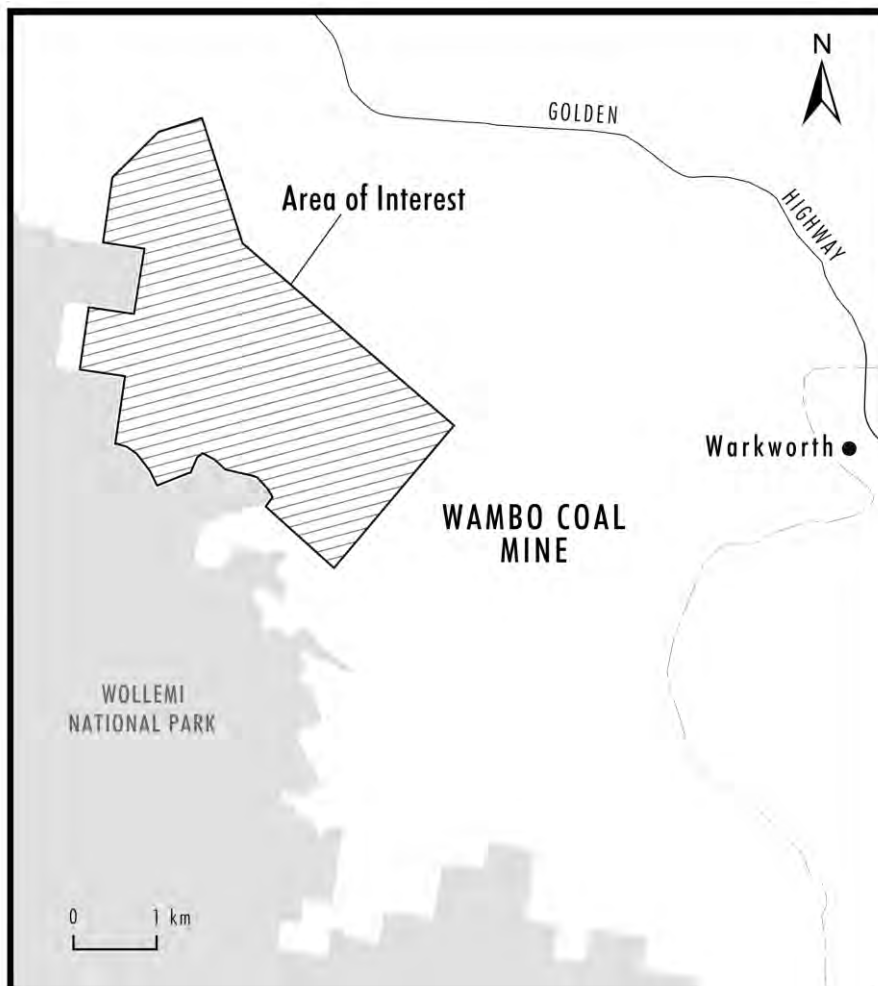 N
GOLDEN
HIGHWAY
Area of Interest
Warkworth
WAMBO COAL
MINE
WOLLEMI
NATIONAL PARK
0 1 km